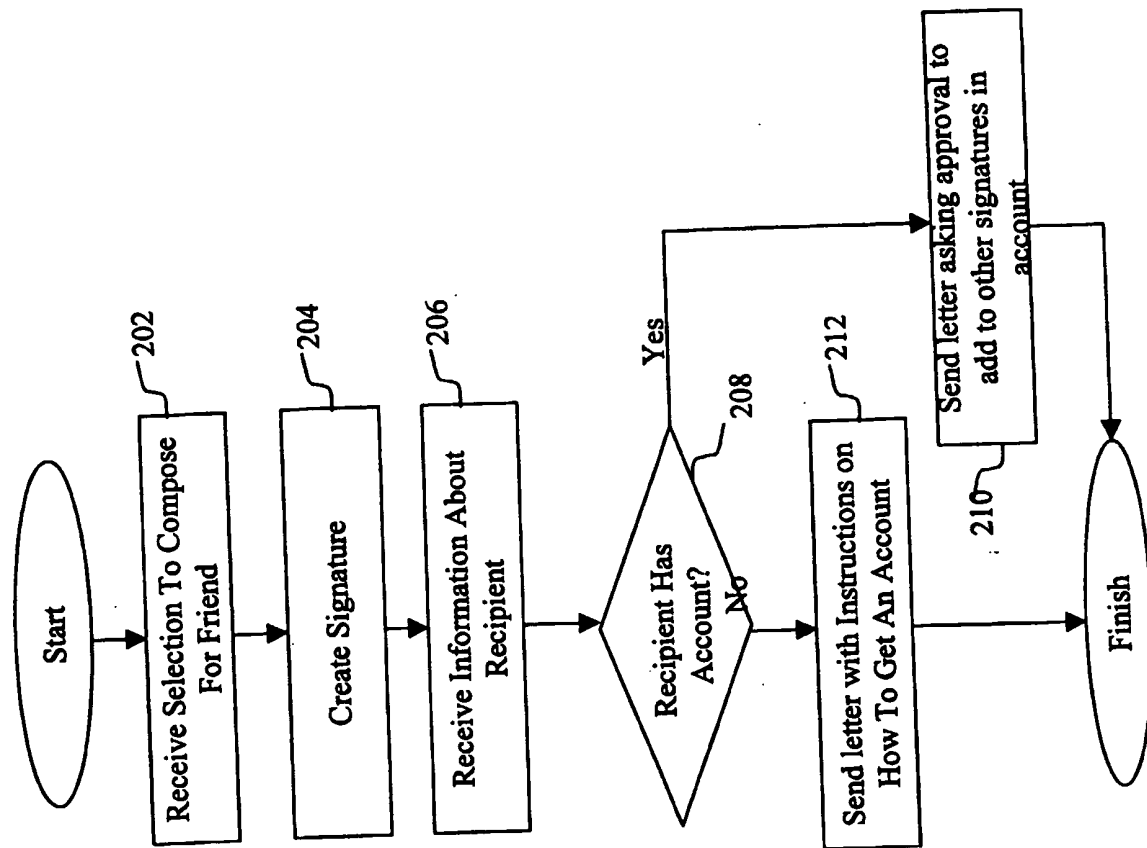 Start
202
Receive Selection To Compose
For Friend
204
Create Signature
206
Receive Information About
Recipient
208
Recipient Has
Account?
Yes
No
212
Send letter with Instructions on
How To Get An Account
210
Send letter asking approval to
add to other signatures in
account
Finish